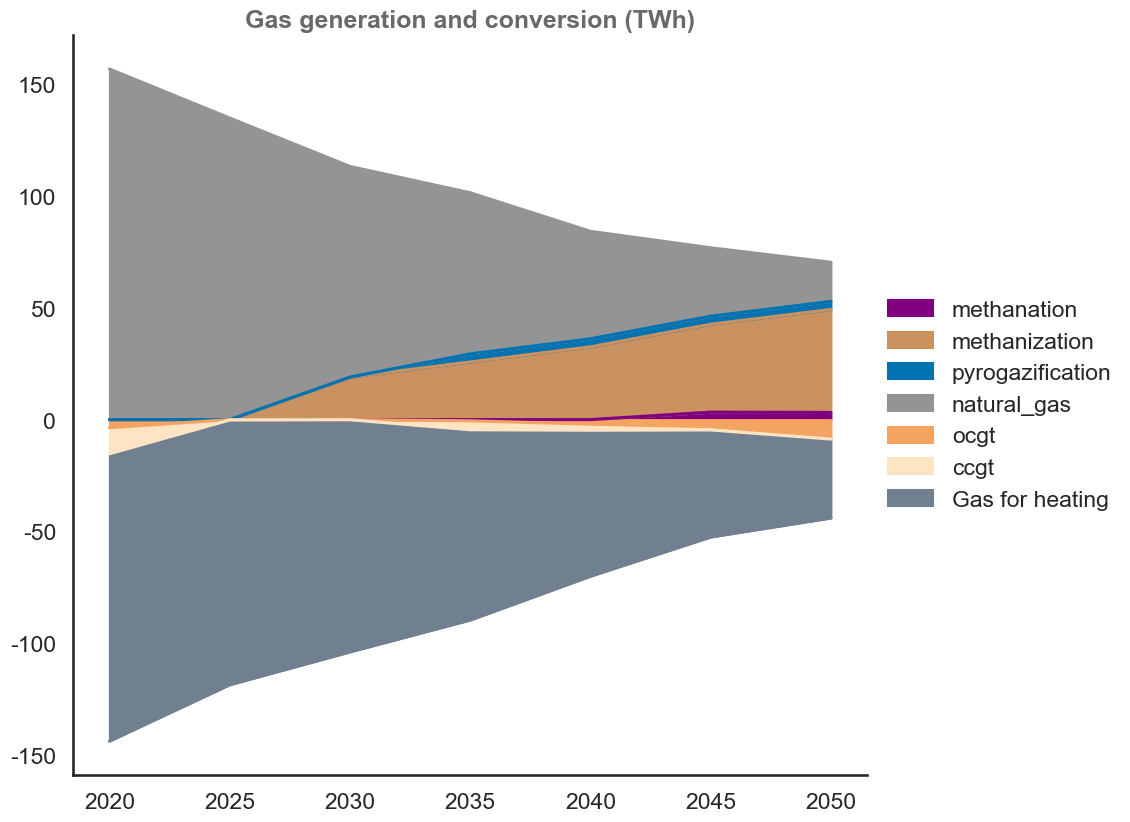 Gas generation and conversion (TWh)
150
100
50
0
-50
-100
-150
2020 2025 2030 2035 2040 2045 2050
methanation
methanization
pyrogazification
natural_gas
ocgt
ccgt
Gas for heating